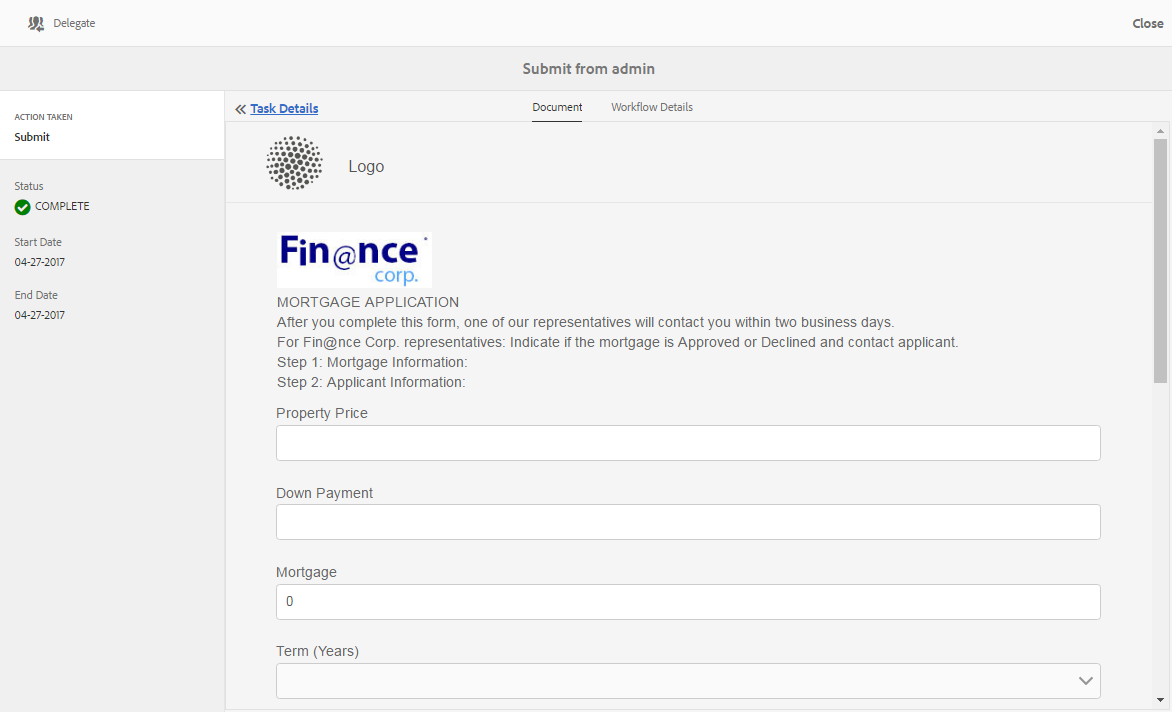 Delegate
Close
Submit from admin
ACTION TAKEN
Submit
Status
COMPLETE
Start Date
04-27-2017
End Date
04-27-2017
Task Details
Document
Workflow Details
Logo
Fin@nce
corp.
MORTGAGE APPLICATION
After you complete this form, one of our representatives will contact you within two business days.
For Fin@nce Corp. representatives: Indicate if the mortgage is Approved or Declined and contact applicant.
Step 1: Mortgage Information:
Step 2: Applicant Information:
Property Price
Down Payment
Mortgage
0
Term (Years)